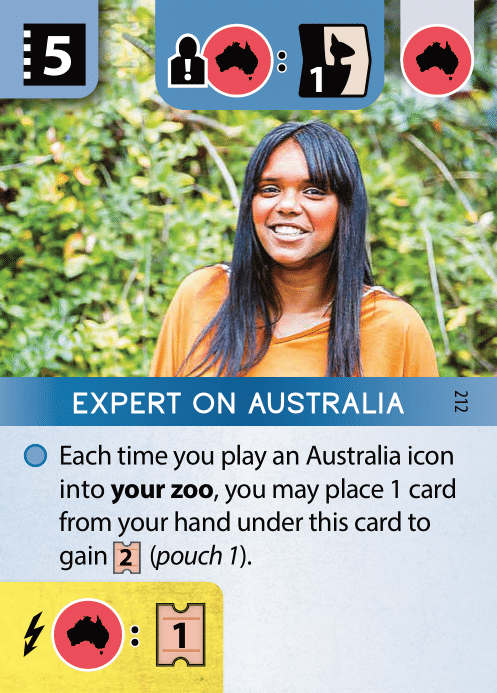 5
! : 1
EXPERT ON AUSTRALIA
212
Each time you play an Australia icon
into your zoo, you may place 1 card
from your hand under this card to
gain 2 (pouch 1).
: 1